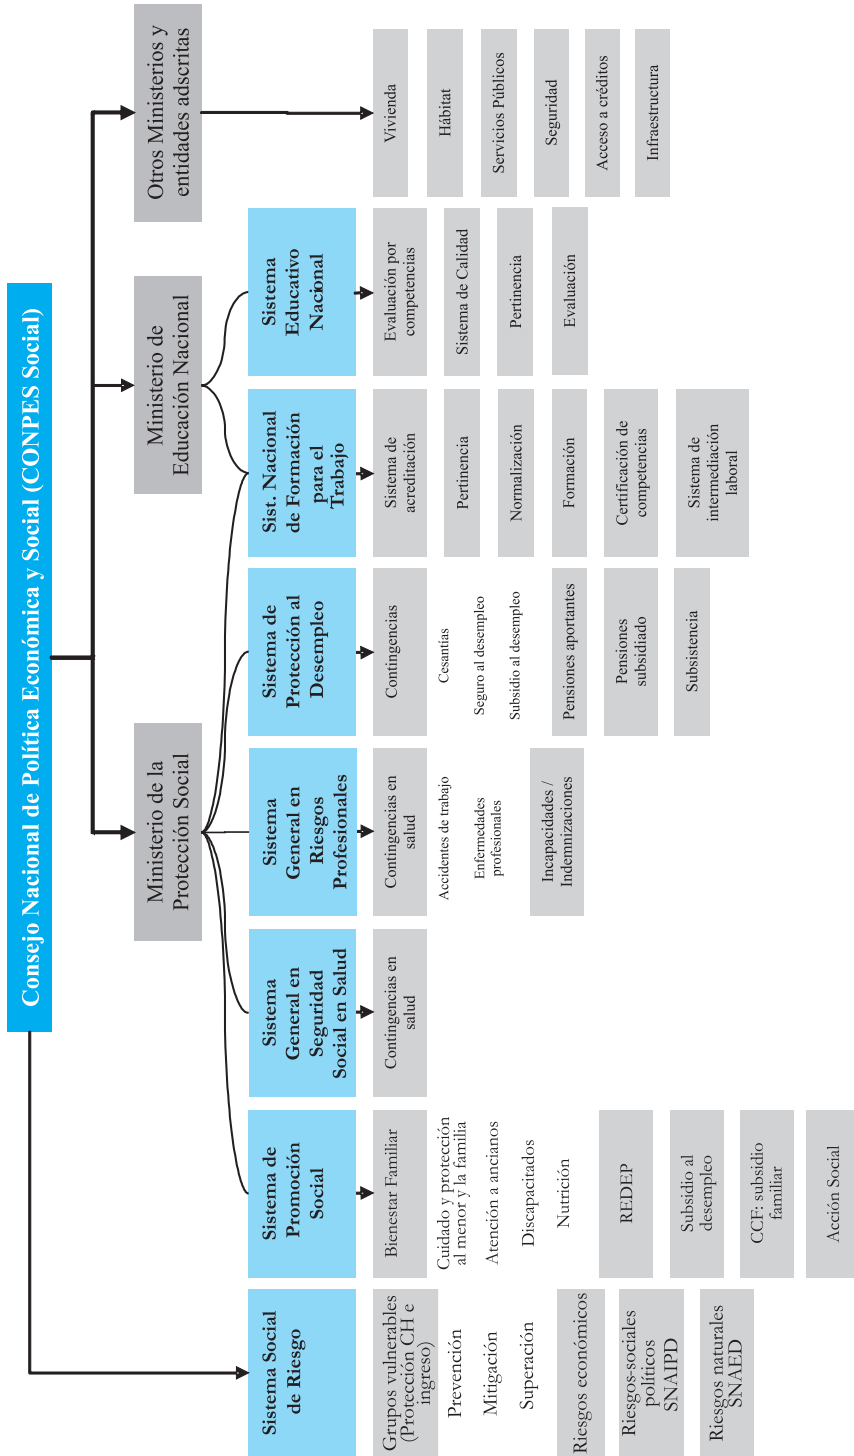 Consejo Nacional de Política Económica y Social (CONPES Social)
Ministerio de la
Protección Social
Ministerio de
Educación Nacional
Otros Ministerios y
entidades adscritas
Sistema Social
de Riesgo
Grupos vulnerables
(Protección CH e
ingreso)
Prevención
Mitigación
Superación
Riesgos económicos
Riesgos-sociales
políticos
SNAIPD
Riesgos naturales
SNAED
Sistema de
Promoción
Social
Bienestar Familiar
Cuidado y protección
al menor y la familia
Atención a ancianos
Discapacitados
Nutrición
REDEP
Subsidio al
desempleo
CCF: subsidio
familiar
Acción Social
Sistema
General en
Seguridad
Social en Salud
Contingencias en
salud
Sistema
General en
Riesgos
Profesionales
Contingencias en
salud
Accidentes de trabajo
Enfermedades
profesionales
Incapacidades /
Indemnizaciones
Sistema de
Protección al
Desempleo
Contingencias
Cesantías
Seguro al desempleo
Subsidio al desempleo
Pensiones aportantes
Pensiones
subsidiado
Subsistencia
Sist. Nacional
de Formación
para el
Trabajo
Sistema de
acreditación
Pertinencia
Normalización
Formación
Certificación de
competencias
Sistema de
intermediación
laboral
Sistema
Educativo
Nacional
Evaluación por
competencias
Sistema de Calidad
Pertinencia
Evaluación
Vivienda
Hábitat
Servicios Públicos
Seguridad
Acceso a créditos
Infraestructura